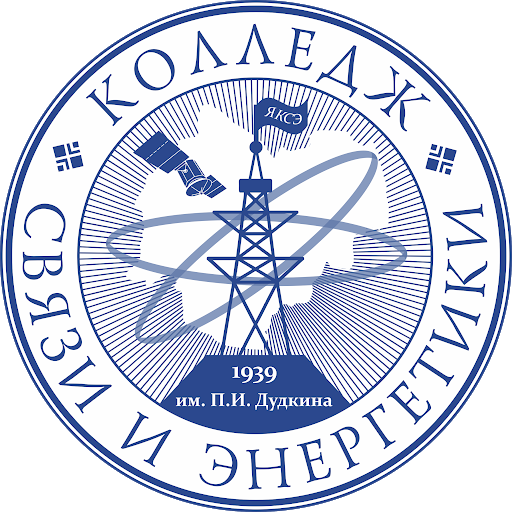 КОЛЛЕДЖ
СВЯЗИ И ЭНЕРГЕТИКИ
ЯКСЭ
1939
им. П.И. Дудкина